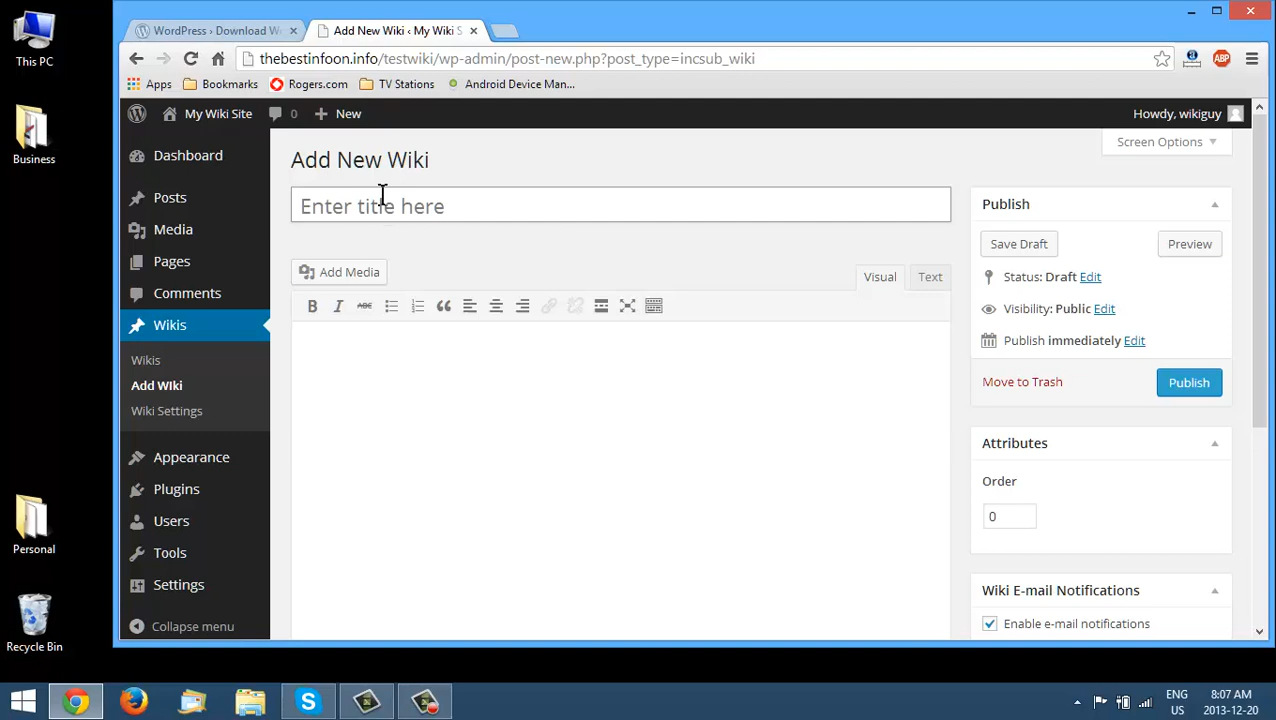 This PC
Business
Personal
Recycle Bin
WordPress › Download W
Add New Wiki ‹ My Wiki S
thebestinfoon.info/testwiki/wp-admin/post-new.php?post_type=incsub_wiki
ABP
Apps
Bookmarks
Rogers.com
TV Stations
Android Device Man...
My Wiki Site
0
New
Howdy, wikiguy
Dashboard
Posts
Media
Pages
Comments
Wikis
Wikis
Add Wiki
Wiki Settings
Appearance
Plugins
Users
Tools
Settings
Collapse menu
Screen Options
Add New Wiki
Enter title here
Add Media
Visual
Text
B
I
ABC
Publish
Save Draft
Preview
Status: Draft Edit
Visibility: Public Edit
Publish immediately Edit
Move to Trash
Publish
Attributes
Order
0
Wiki E-mail Notifications
Enable e-mail notifications
ENG
US
8:07 AM
2013-12-20